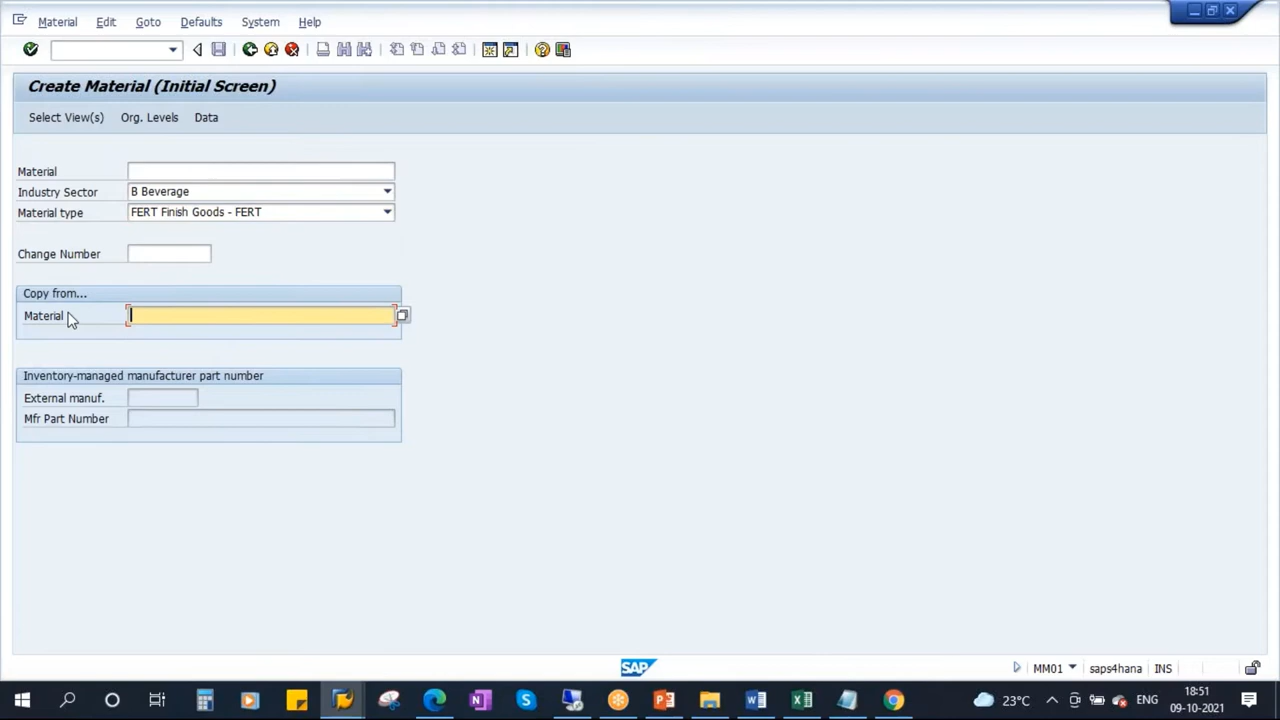 Material Edit Goto Defaults System Help
Create Material (Initial Screen)
Select View(s) Org. Levels Data
Material
Industry Sector B Beverage
Material type FERT Finish Goods - FERT
Change Number
Copy from...
Material
Inventory-managed manufacturer part number
External manuf.
Mfr Part Number
SAP MM01 saps4hana INS
23°C ENG 18:51
09-10-2021